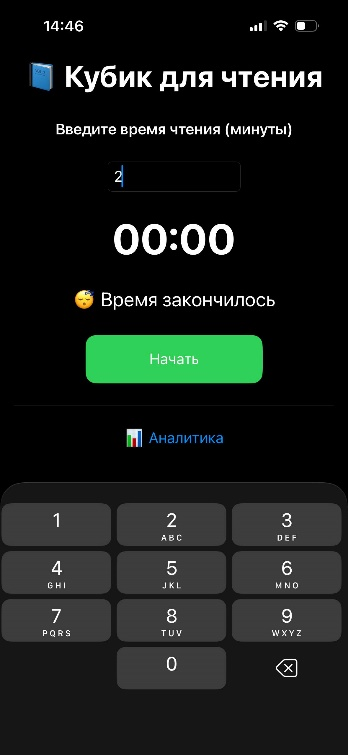 14:46
Кубик для чтения
Введите время чтения (минуты)
2
00:00
Время закончилось
Начать
Аналитика
1 2 3
ABC DEF
4 5 6
GHI JKL MNO
7 8 9
PQRS TUV WXYZ
0